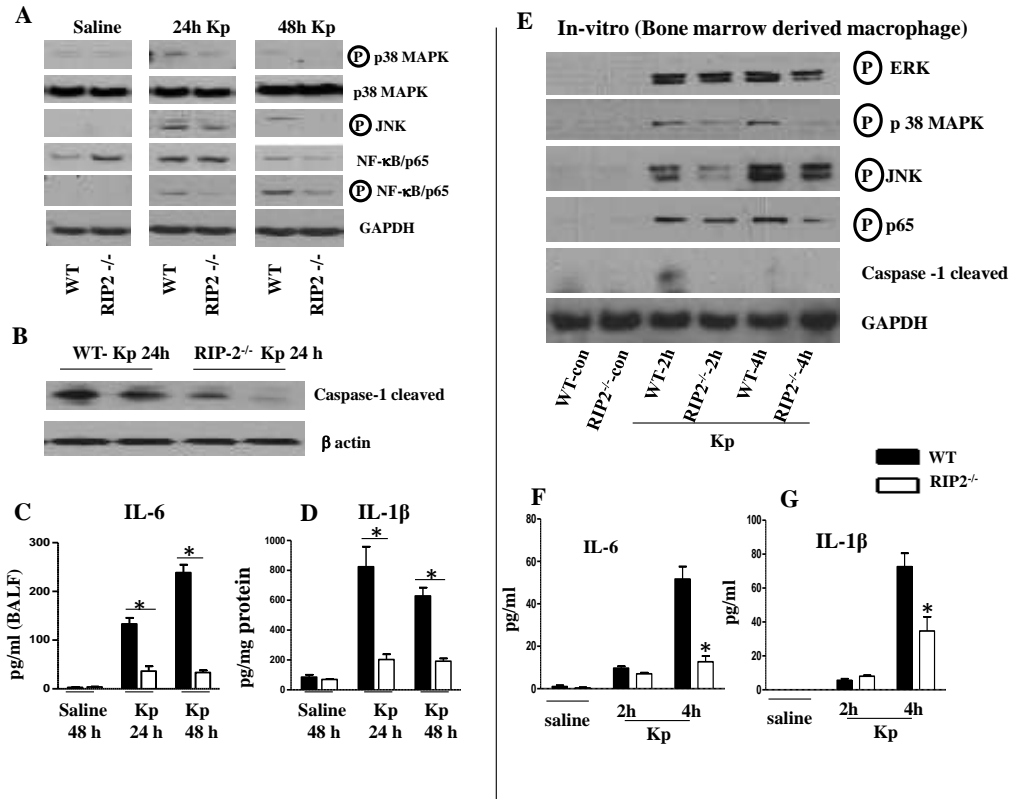 A
Saline 24h Kp 48h Kp
P p38 MAPK
p38 MAPK
P JNK
NF-κB/p65
P NF-κB/p65
GAPDH
WT RIP2 -/- WT RIP2 -/- WT RIP2 -/-
B
WT- Kp 24h RIP-2-/- Kp 24 h
Caspase-1 cleaved
β actin
C
IL-6
pg/ml (BALF)
300
200
100
0
* *
Saline 48 h
Kp 24 h
Kp 48 h
D
IL-1β
pg/mg protein
1000
800
600
400
200
0
* *
Saline 48 h
Kp 24 h
Kp 48 h
E
In-vitro (Bone marrow derived macrophage)
P ERK
P p 38 MAPK
P JNK
P p65
Caspase -1 cleaved
GAPDH
WT-con RIP2-/--con WT-2h RIP2-/--2h WT-4h RIP2-/--4h
Kp
WT
RIP2-/-
F
IL-6
pg/ml
80
60
40
20
0
*
saline 2h 4h
Kp
G
IL-1β
pg/ml
100
80
60
40
20
0
*
saline 2h 4h
Kp